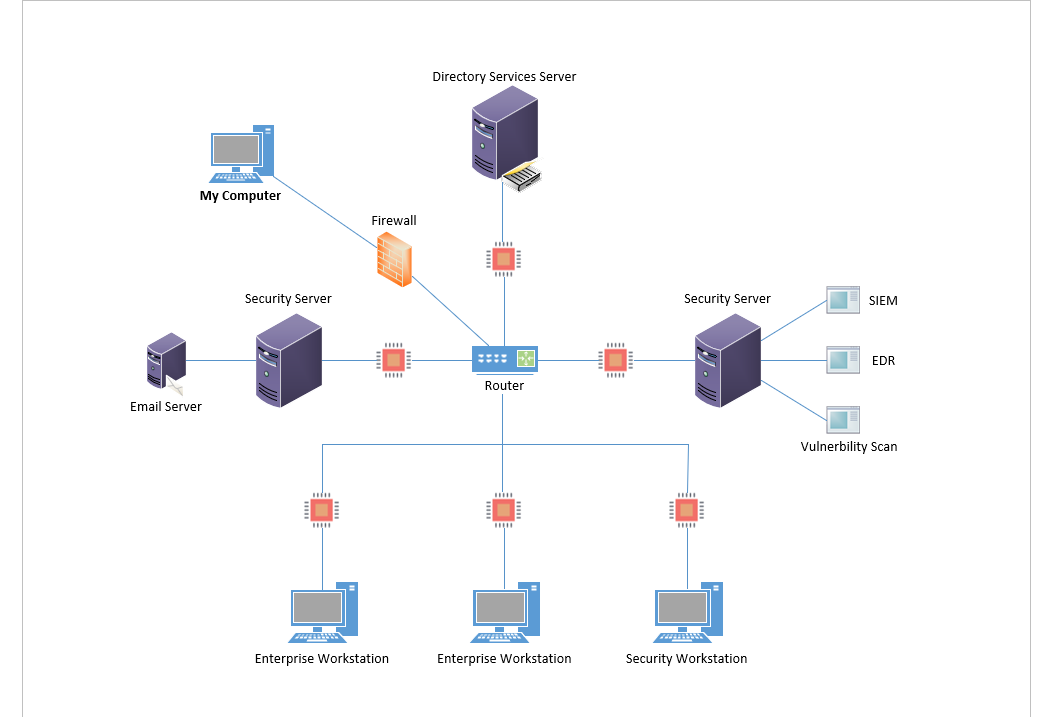 Directory Services Server
My Computer
Firewall
Security Server
Security Server
SIEM
EDR
Router
Email Server
Vulnerbility Scan
Enterprise Workstation
Enterprise Workstation
Security Workstation